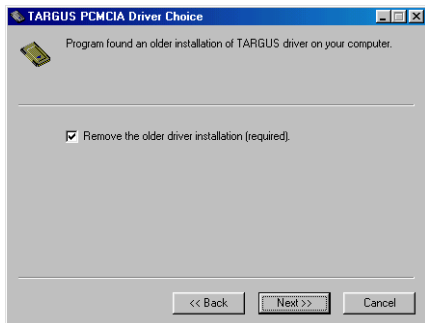 TARGUS PCMCIA Driver Choice
Program found an older installation of TARGUS driver on your computer.
Remove the older driver installation (required).
<< Back
Next >>
Cancel